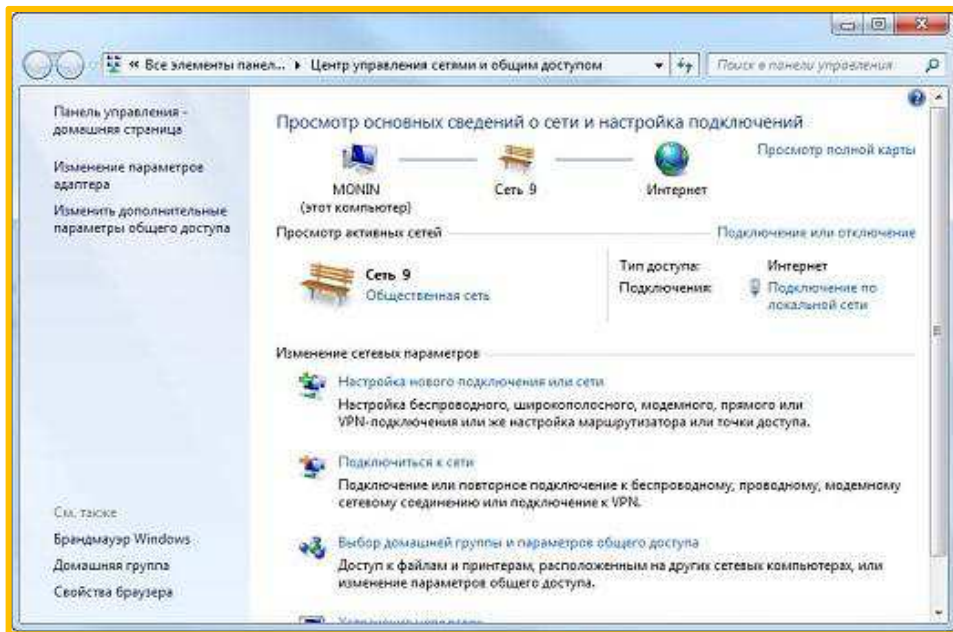 « Все элементы панел... ▸ Центр управления сетями и общим доступом
Поиск в панели управления
Панель управления -
домашняя страница
Изменение параметров
адаптера
Изменить дополнительные
параметры общего доступа
Просмотр основных сведений о сети и настройка подключений
Просмотр полной карты
MONIN
(этот компьютер)
Сеть 9
Интернет
Просмотр активных сетей
Подключение или отключение
Сеть 9
Общественная сеть
Тип доступа: Интернет
Подключения: Подключение по
локальной сети
Изменение сетевых параметров
Настройка нового подключения или сети
Настройка беспроводного, широкополосного, модемного, прямого или
VPN-подключения или же настройка маршрутизатора или точки доступа.
Подключиться к сети
Подключение или повторное подключение к беспроводному, проводному, модемному
сетевому соединению или подключение к VPN.
Выбор домашней группы и параметров общего доступа
Доступ к файлам и принтерам, расположенным на других сетевых компьютерах, или
изменение параметров общего доступа.
См. также
Брандмауэр Windows
Домашняя группа
Свойства браузера